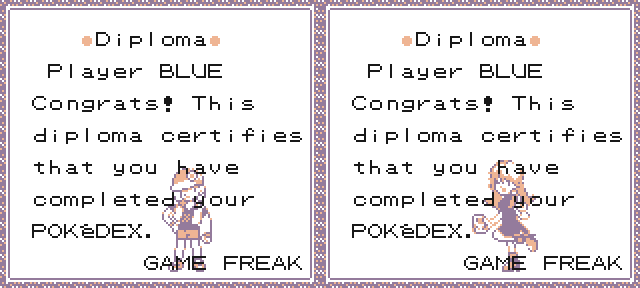 ●Diploma●
Player BLUE
Congrats! This
diploma certifies
that you have
completed your
POKéDEX.
GAME FREAK
●Diploma●
Player BLUE
Congrats! This
diploma certifies
that you have
completed your
POKéDEX.
GAME FREAK